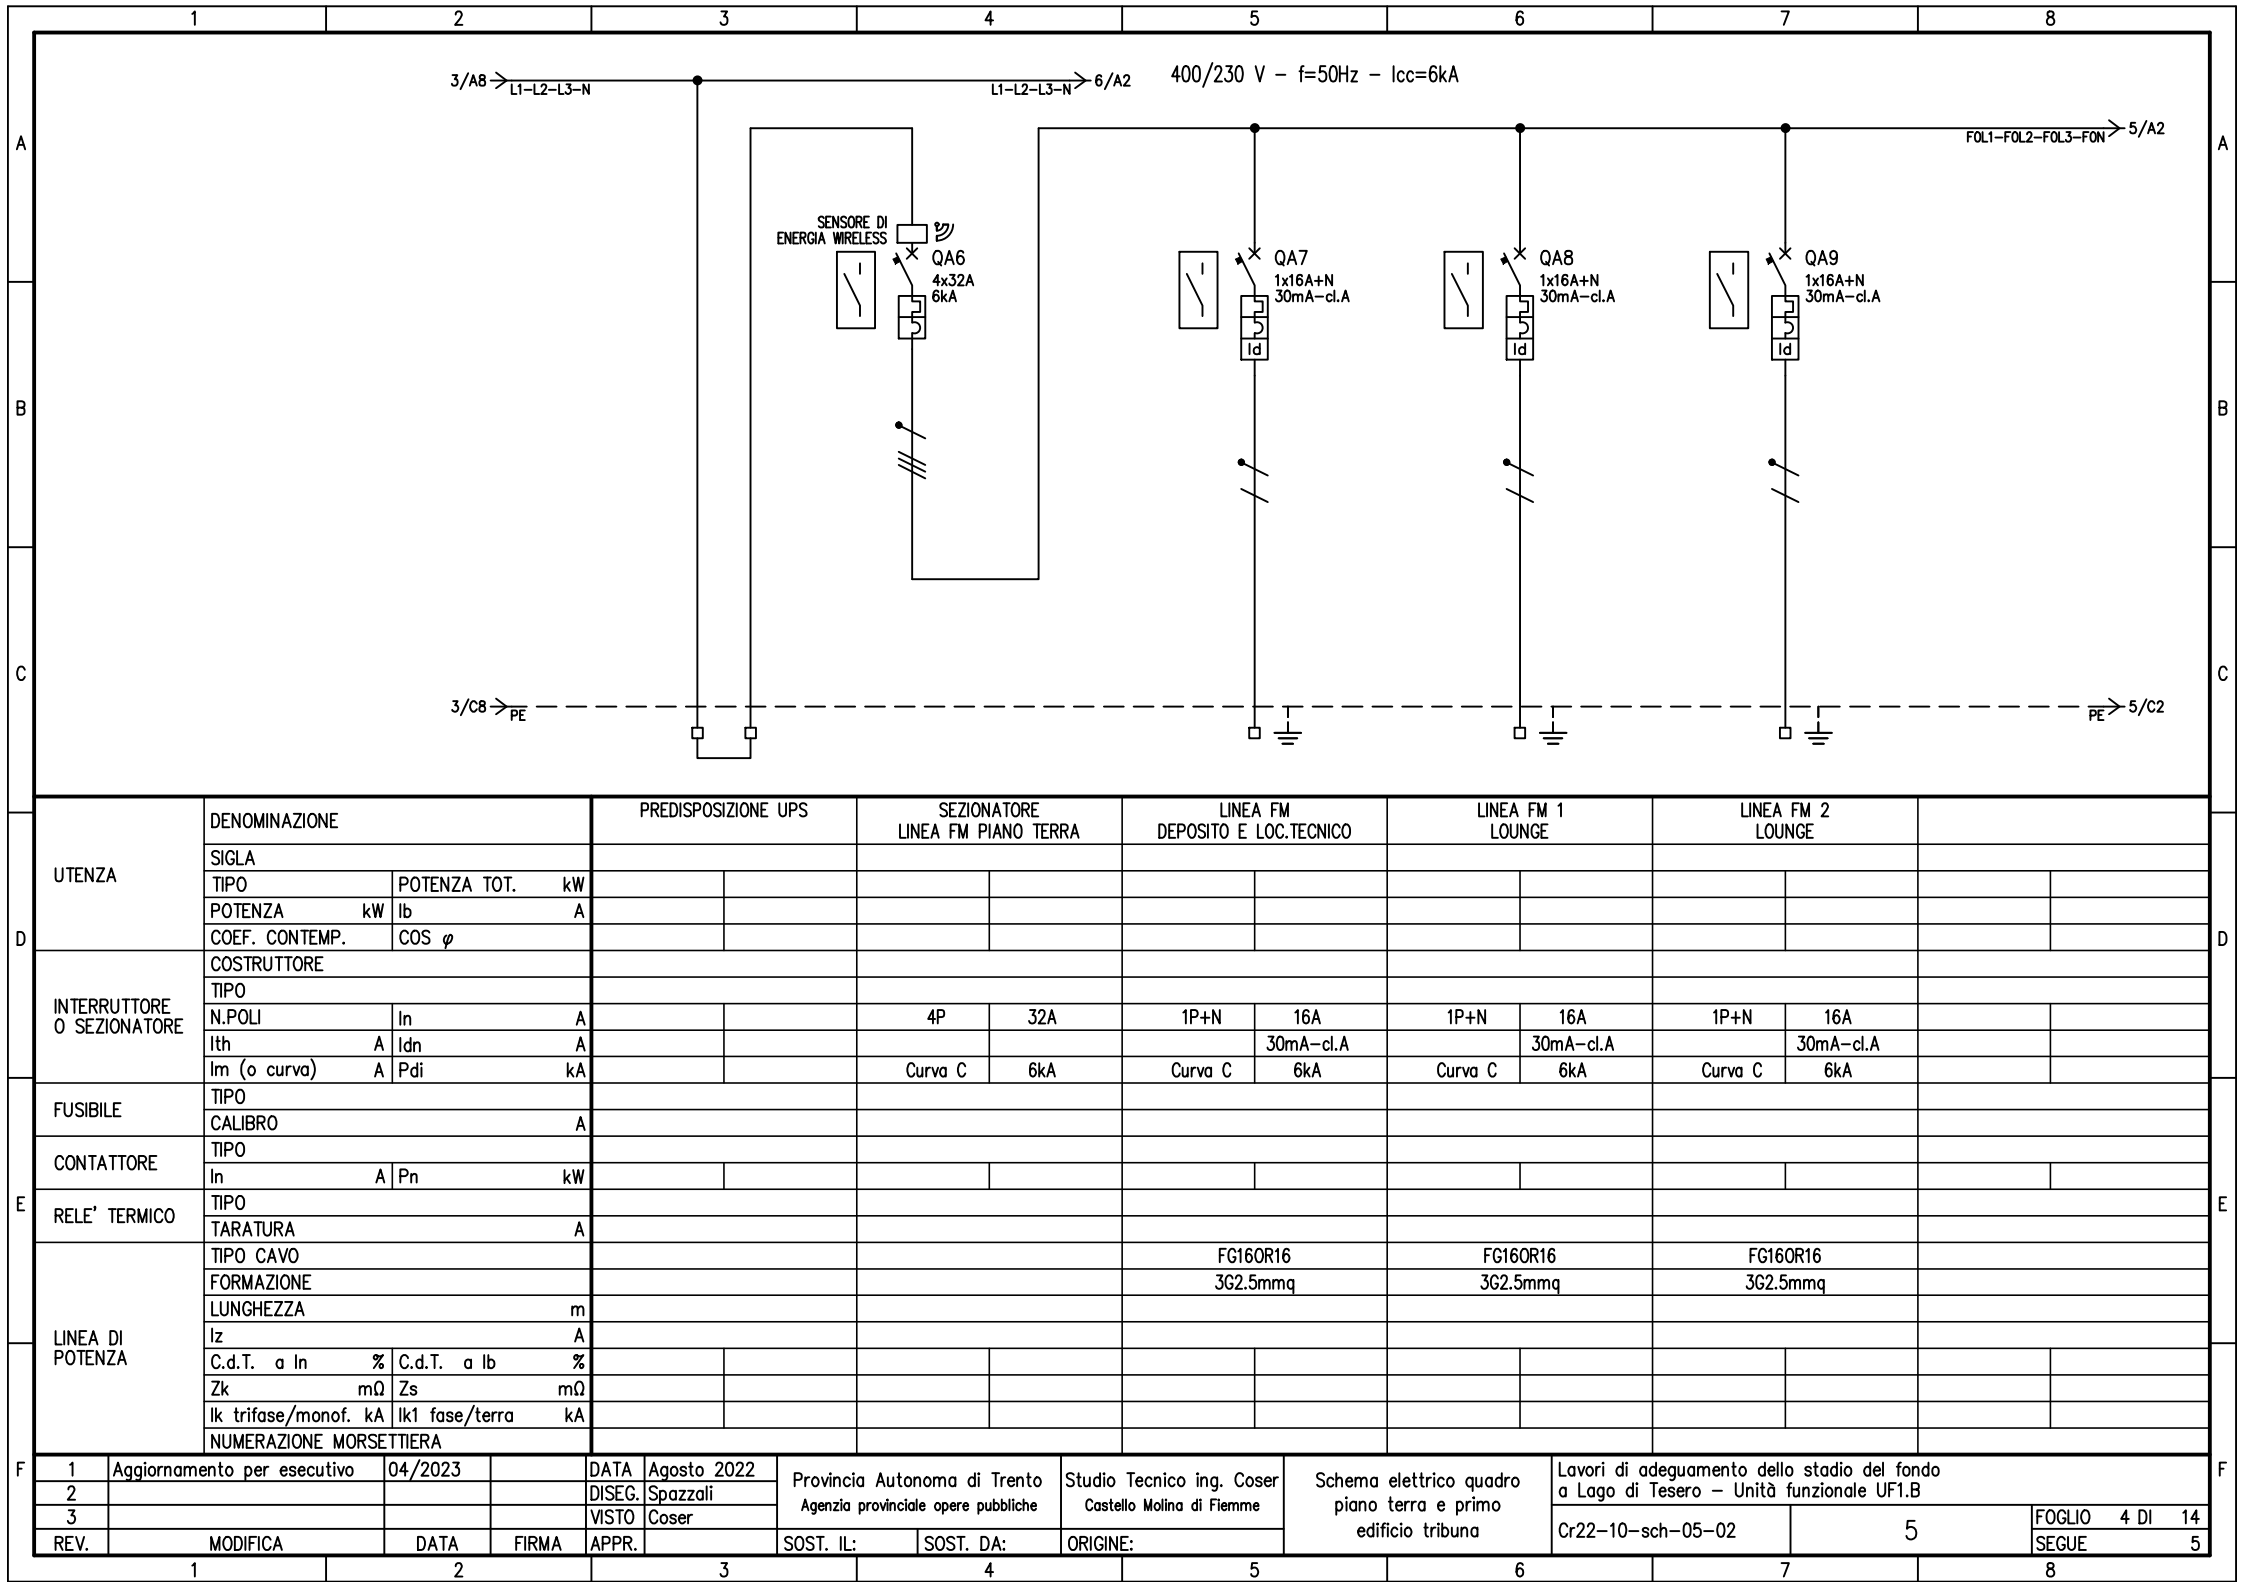 1 2 3 4 5 6 7 8
3/A8 L1-L2-L3-N L1-L2-L3-N 6/A2 400/230 V - f=50Hz - Icc=6kA
A F0L1-F0L2-F0L3-F0N 5/A2 A
SENSORE DI
ENERGIA WIRELESS
QA6
4x32A
6kA
QA7
1x16A+N
30mA-cl.A
Id
QA8
1x16A+N
30mA-cl.A
Id
QA9
1x16A+N
30mA-cl.A
Id
B B
C C
3/C8 PE PE 5/C2
UTENZA
DENOMINAZIONE
PREDISPOSIZIONE UPS
SEZIONATORE
LINEA FM PIANO TERRA
LINEA FM
DEPOSITO E LOC.TECNICO
LINEA FM 1
LOUNGE
LINEA FM 2
LOUNGE
SIGLA
TIPO POTENZA TOT. kW
POTENZA kW Ib A
COEF. CONTEMP. COS φ
D D
INTERRUTTORE
O SEZIONATORE
COSTRUTTORE
TIPO
N.POLI In A 4P 32A 1P+N 16A 1P+N 16A 1P+N 16A
Ith A Idn A 30mA-cl.A 30mA-cl.A 30mA-cl.A
Im (o curva) A Pdi kA Curva C 6kA Curva C 6kA Curva C 6kA Curva C 6kA
FUSIBILE
TIPO
CALIBRO A
CONTATTORE
TIPO
In A Pn kW
E E
RELE' TERMICO
TIPO
TARATURA A
LINEA DI
POTENZA
TIPO CAVO FG16OR16 FG16OR16 FG16OR16
FORMAZIONE 3G2.5mmq 3G2.5mmq 3G2.5mmq
LUNGHEZZA m
Iz A
C.d.T. a In % C.d.T. a Ib %
Zk mΩ Zs mΩ
Ik trifase/monof. kA Ik1 fase/terra kA
NUMERAZIONE MORSETTIERA
F F
1 Aggiornamento per esecutivo 04/2023
2
3
REV. MODIFICA DATA FIRMA
DATA Agosto 2022
DISEG. Spazzali
VISTO Coser
APPR.
Provincia Autonoma di Trento
Agenzia provinciale opere pubbliche
SOST. IL: SOST. DA:
Studio Tecnico ing. Coser
Castello Molina di Fiemme
ORIGINE:
Schema elettrico quadro
piano terra e primo
edificio tribuna
Lavori di adeguamento dello stadio del fondo
a Lago di Tesero - Unità funzionale UF1.B
Cr22-10-sch-05-02 5
FOGLIO 4 DI 14
SEGUE 5
1 2 3 4 5 6 7 8